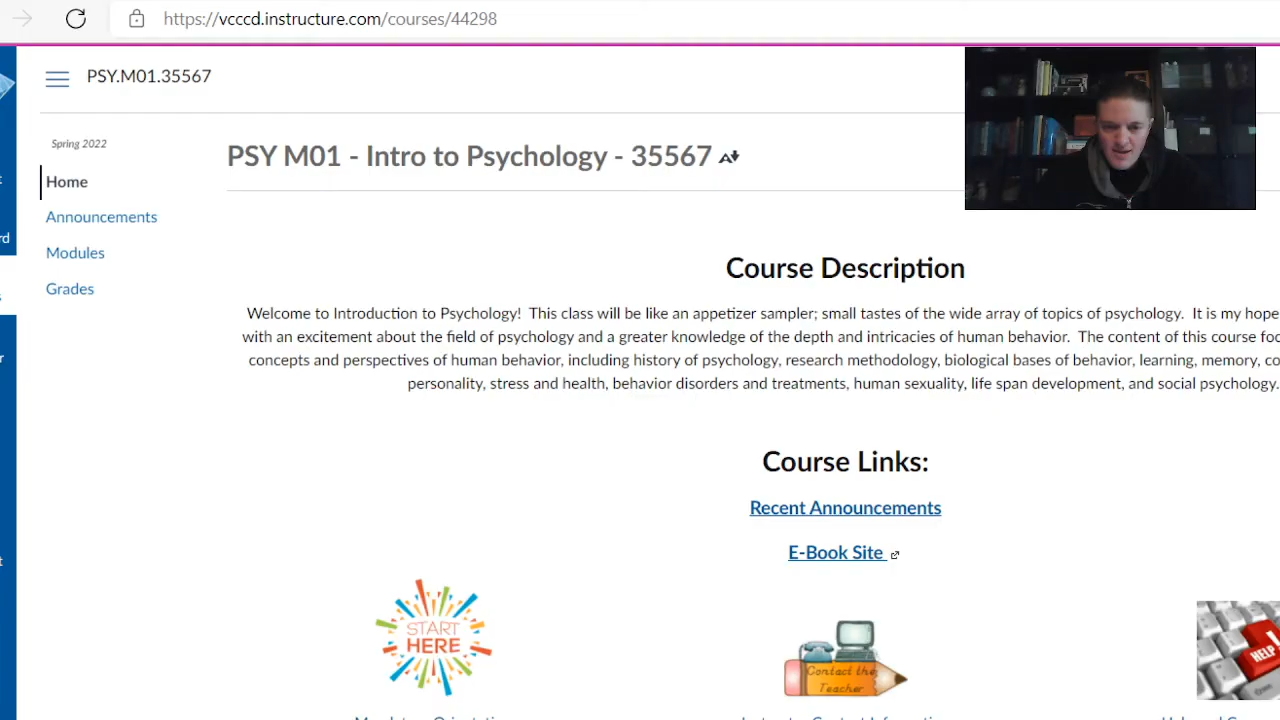 https://vcccd.instructure.com/courses/44298
PSY.M01.35567
Spring 2022
Home
Announcements
Modules
Grades
PSY M01 - Intro to Psychology - 35567
Course Description
Welcome to Introduction to Psychology! This class will be like an appetizer sampler; small tastes of the wide array of topics of psychology. It is my hope
with an excitement about the field of psychology and a greater knowledge of the depth and intricacies of human behavior. The content of this course
concepts and perspectives of human behavior, including history of psychology, research methodology, biological bases of behavior, learning, memory,
personality, stress and health, behavior disorders and treatments, human sexuality, life span development, and social psychology.
Course Links:
Recent Announcements
E-Book Site
START
HERE
Contact the
Teacher
HELP!